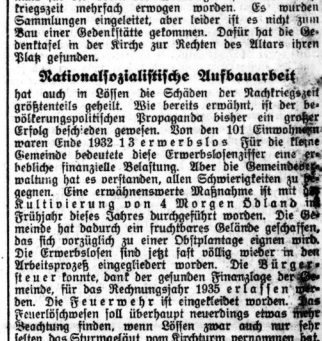 kriegszeit mehrfach erwogen worden. Es wurden
Sammlungen eingeleitet, aber leider ist es nicht zum
Bau einer Gedenkstätte gekommen. Dafür hat die Ge-
denktafel in der Kirche zur Rechten des Altars ihren
Platz gefunden.
Nationalsozialistische Aufbauarbeit
hat auch in Lössen die Schäden der Nachkriegszeit
größtenteils geheilt. Wie bereits erwähnt, ist der be-
völkerungspolitischen Propaganda bisher ein großer
Erfolg beschieden gewesen. Von den 101 Einwohnern
waren Ende 1932 13 erwerbslos. Für die kleine
Gemeinde bedeutete diese Erwerbslosenziffer eine er-
hebliche finanzielle Belastung. Aber die Gemeindever-
waltung hat es verstanden, allen Schwierigkeiten zu be-
gegnen. Eine erwähnenswerte Maßnahme ist mit der
Kultivierung von 4 Morgen Ödland im
Frühjahr dieses Jahres durchgeführt worden. Die Ge-
meinde hat dadurch ein fruchtbares Gelände geschaffen,
das sich vorzüglich zu einer Obstplantage eignen wird.
Die Erwerbslosen sind jetzt fast völlig wieder in den
Arbeitsprozeß eingegliedert worden. Die Bürger-
steuer konnte, dank der gesunden Finanzlage der Ge-
meinde, für das Rechnungsjahr 1935 erlassen wer-
den. Die Feuerwehr ist eingekleidet worden. Das
Feuerlöschwesen soll überhaupt neuerdings etwas mehr
Beachtung finden, wenn Lössen zwar auch nur sehr
selten das Sturmgeläut vom Kirchturm vernommen hat.